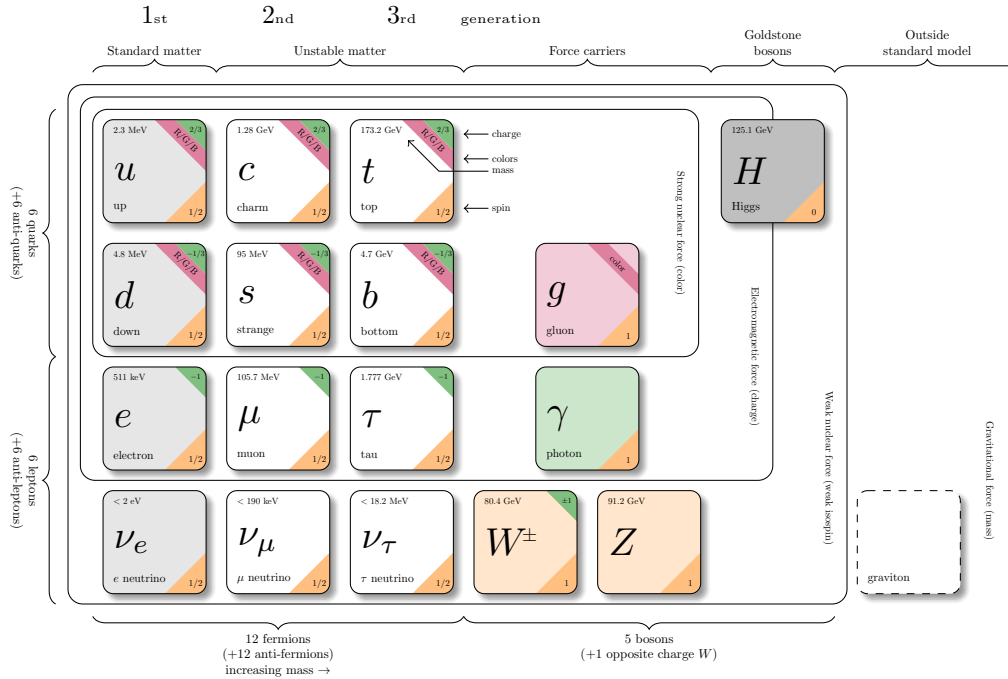 1st 2nd 3rd generation
Standard matter
Unstable matter
Force carriers
Goldstone
bosons
Outside
standard model
6 quarks
(+6 anti-quarks)
2.3 MeV
R/G/B
2/3
u
up
1/2
1.28 GeV
R/G/B
2/3
c
charm
1/2
173.2 GeV
R/G/B
2/3
t
top
1/2
charge
colors
mass
spin
Strong nuclear force (color)
125.1 GeV
H
Higgs
0
4.8 MeV
R/G/B
−1/3
d
down
1/2
95 MeV
R/G/B
−1/3
s
strange
1/2
4.7 GeV
R/G/B
−1/3
b
bottom
1/2
color
g
gluon
1
Electromagnetic force (charge)
6 leptons
(+6 anti-leptons)
511 keV
−1
e
electron
1/2
105.7 MeV
−1
μ
muon
1/2
1.777 GeV
−1
τ
tau
1/2
γ
photon
1
Weak nuclear force (weak isospin)
Gravitational force (mass)
< 2 eV
νe
e neutrino
1/2
< 190 keV
νμ
μ neutrino
1/2
< 18.2 MeV
ντ
τ neutrino
1/2
80.4 GeV
±1
W±
1
91.2 GeV
Z
1
graviton
12 fermions
(+12 anti-fermions)
increasing mass →
5 bosons
(+1 opposite charge W)